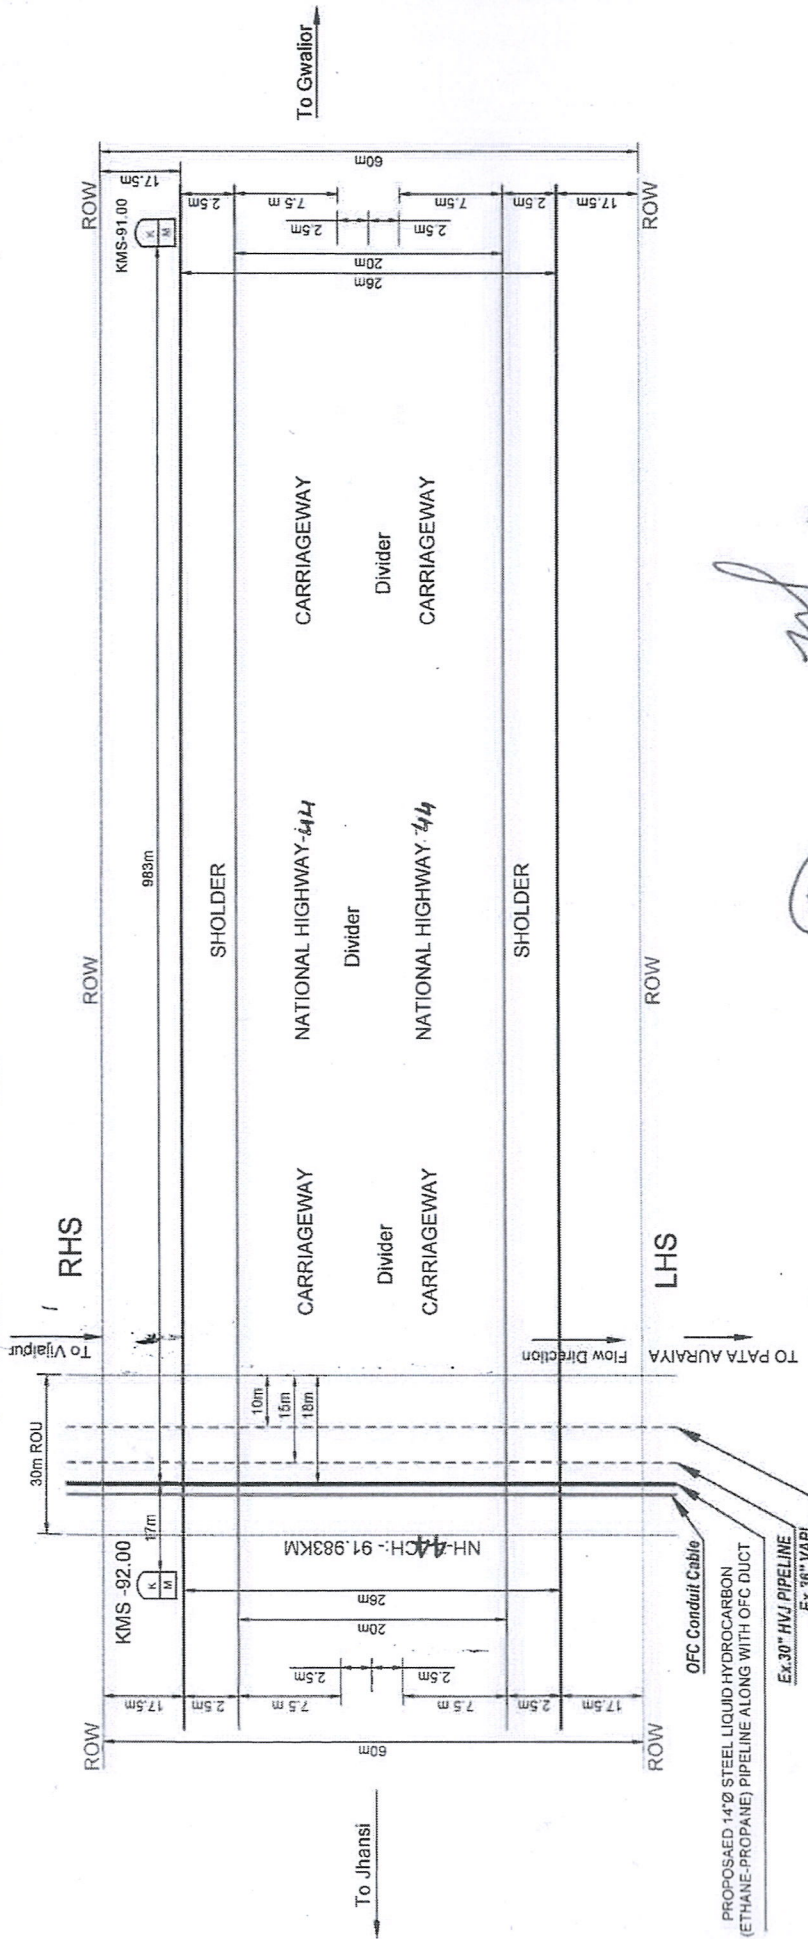 To Gwalior
ROW
ROW
KMS-91.00
K
M
17.5m
60m
2.5m
7.5 m
2.5m
2.5m
7.5m
2.5m
17.5m
20m
26m
CARRIAGEWAY
Divider
CARRIAGEWAY
983m
ROW
SHOLDER
NATIONAL HIGHWAY-44
Divider
NATIONAL HIGHWAY-44
SHOLDER
ROW
RHS
CARRIAGEWAY
Divider
CARRIAGEWAY
LHS
To Vijaipur
Flow Direction
TO PATA AURAIYA
30m ROU
10m
15m
18m
17m
KMS -92.00
K
M
NH-44 CH:- 91.983KM
26m
20m
2.5m
2.5m
17.5m
2.5m
7.5 m
7.5 m
2.5m
17.5m
60m
ROW
ROW
To Jhansi
OFC Conduit Cable
PROPOSAED 14"Ø STEEL LIQUID HYDROCARBON
(ETHANE-PROPANE) PIPELINE ALONG WITH OFC DUCT
Ex.30" HVJ PIPELINE